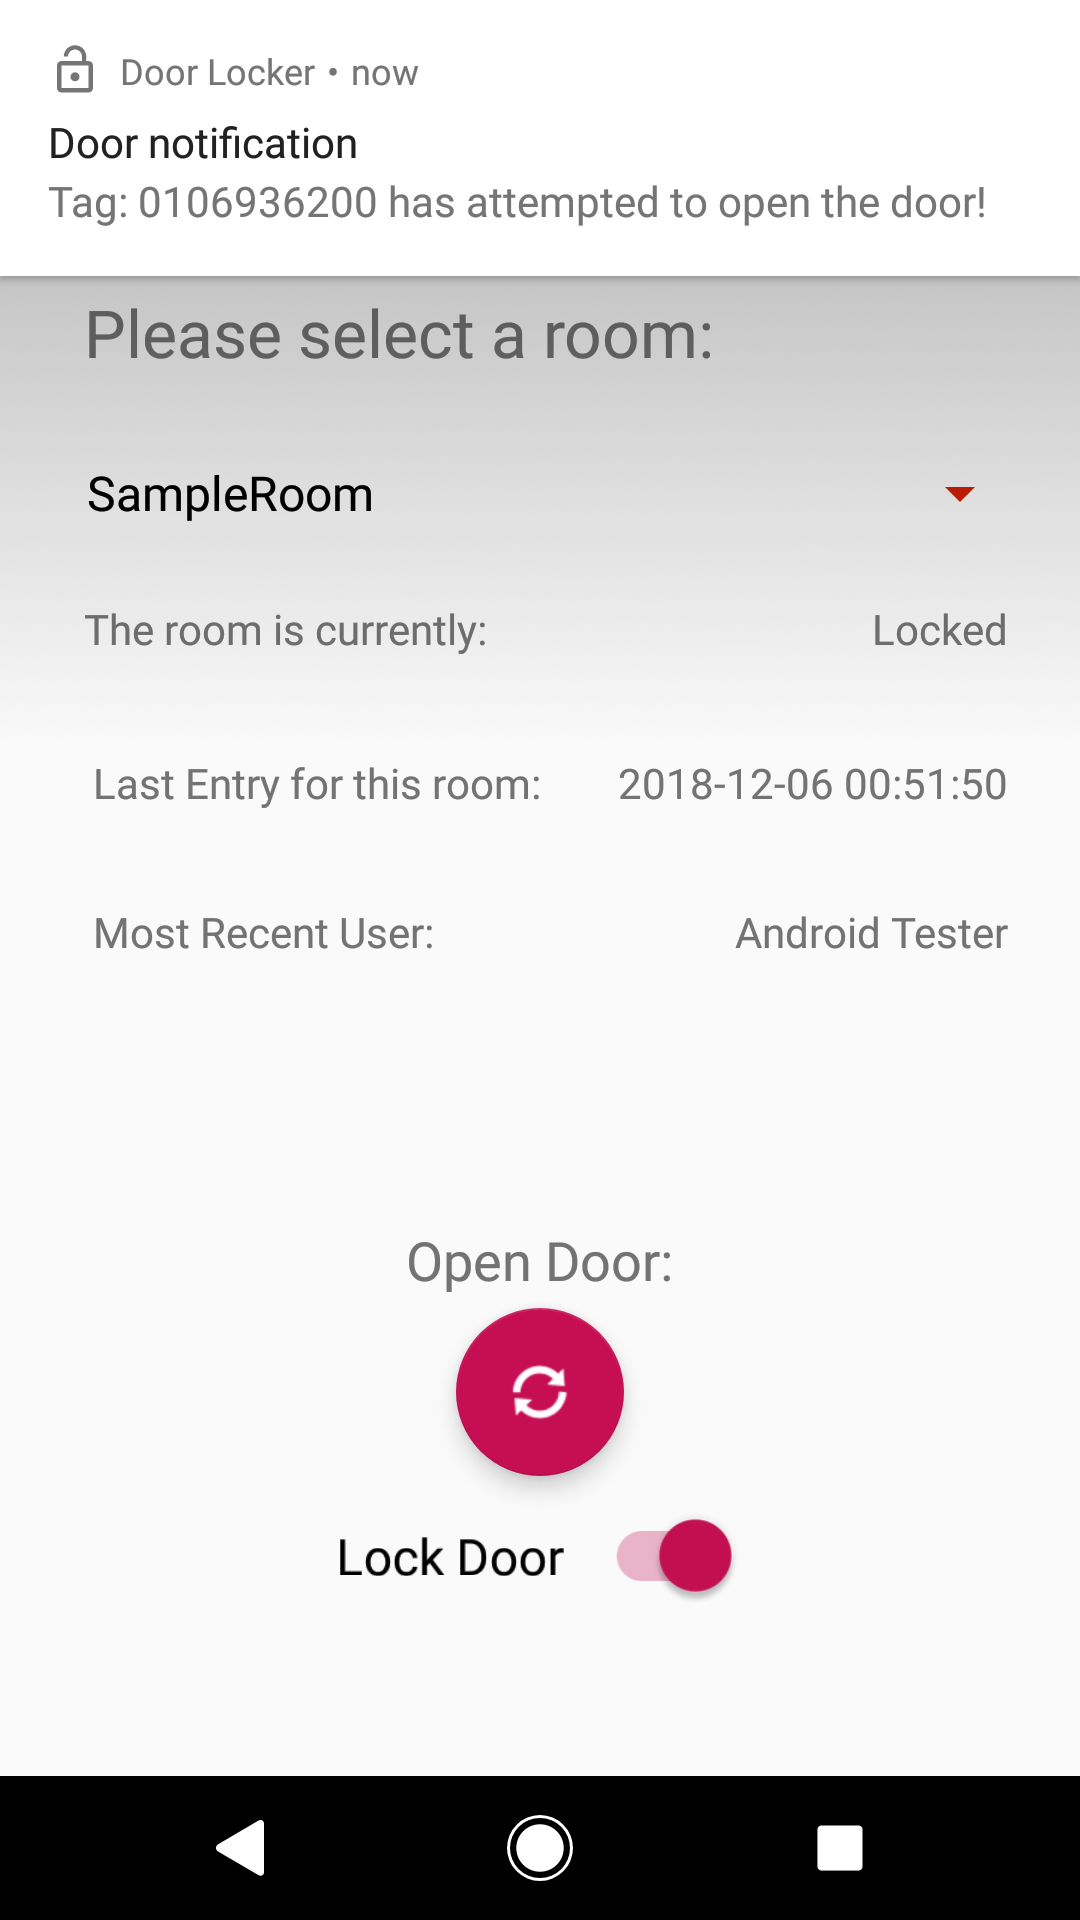 Door Locker • now
Door notification
Tag: 0106936200 has attempted to open the door!
Please select a room:
SampleRoom
The room is currently: Locked
Last Entry for this room: 2018-12-06 00:51:50
Most Recent User: Android Tester
Open Door:
Lock Door